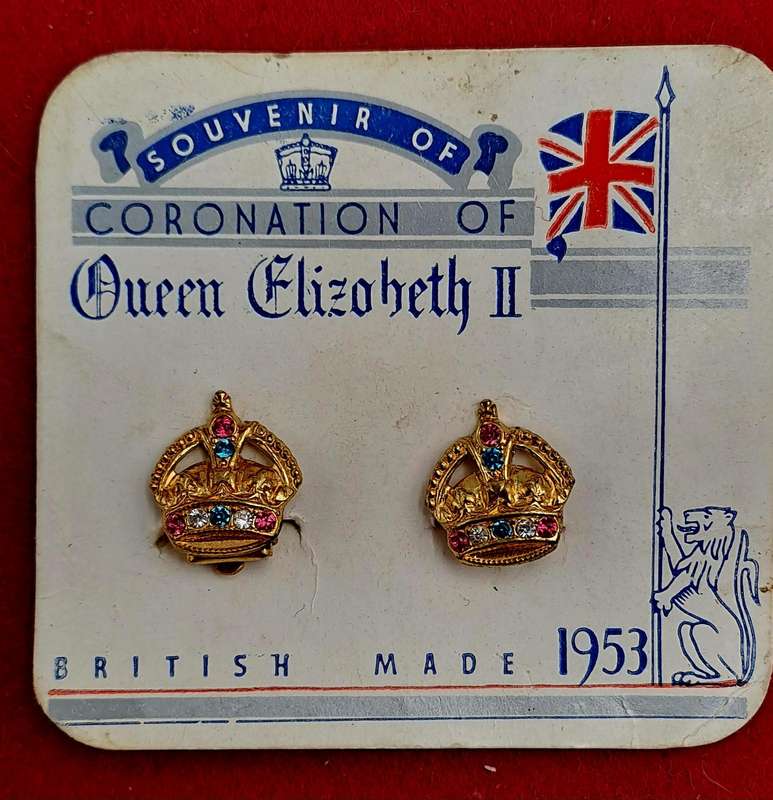 SOUVENIR OF
CORONATION OF
Queen Elizabeth II
BRITISH MADE 1953